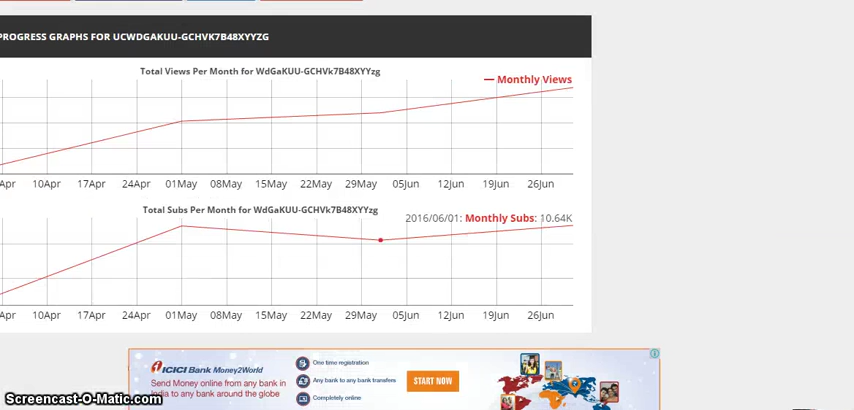 PROGRESS GRAPHS FOR UCWDGAKUU-GCHVK7B48XYYZG
Total Views Per Month for WdGaKUU-GCHVk7B48XYYzg
Monthly Views
Apr 10Apr 17Apr 24Apr 01May 08May 15May 22May 29May 05Jun 12Jun 19Jun 26Jun
Total Subs Per Month for WdGaKUU-GCHVk7B48XYYzg
2016/06/01: Monthly Subs: 10.64K
Apr 10Apr 17Apr 24Apr 01May 08May 15May 22May 29May 05Jun 12Jun 19Jun 26Jun
ICICI Bank Money2World
Send Money online from any bank in
India to any bank around the globe
One time registration
Any bank to any bank transfers
Completely online
START NOW
Screencast-O-Matic.com